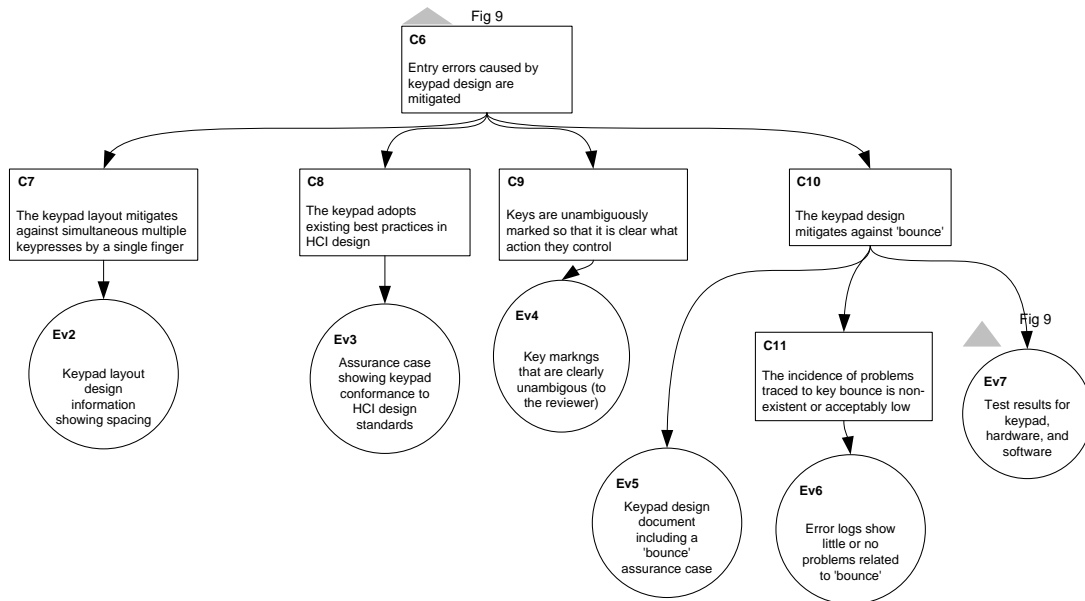 Fig 9
C6
Entry errors caused by
keypad design are
mitigated
C7
The keypad layout mitigates
against simultaneous multiple
keypresses by a single finger
C8
The keypad adopts
existing best practices in
HCI design
C9
Keys are unambiguously
marked so that it is clear what
action they control
C10
The keypad design
mitigates against 'bounce'
Ev2
Keypad layout
design
information
showing spacing
Ev3
Assurance case
showing keypad
conformance to
HCI design
standards
Ev4
Key markngs
that are clearly
unambigous (to
the reviewer)
C11
The incidence of problems
traced to key bounce is non-
existent or acceptably low
Fig 9
Ev7
Test results for
keypad,
hardware, and
software
Ev5
Keypad design
document
including a
'bounce'
assurance case
Ev6
Error logs show
little or no
problems related
to 'bounce'